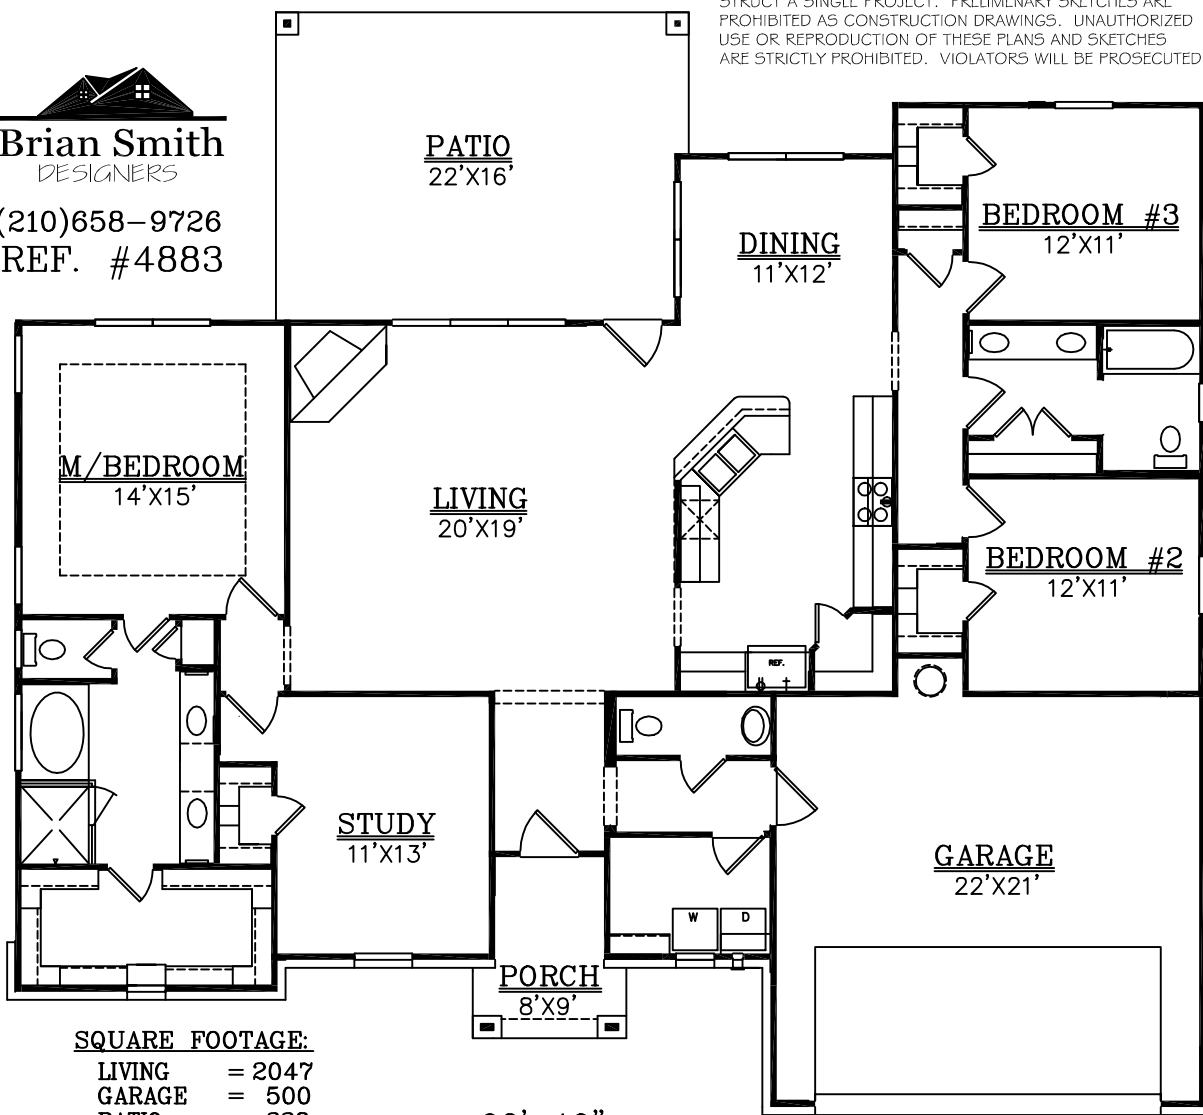 STRUCT A SINGLE PROJECT. PRELIMENARY SKETCHES ARE
PROHIBITED AS CONSTRUCTION DRAWINGS. UNAUTHORIZED
USE OR REPRODUCTION OF THESE PLANS AND SKETCHES
ARE STRICTLY PROHIBITED. VIOLATORS WILL BE PROSECUTED
Brian Smith
DESIGNERS
(210)658-9726
REF. #4883
PATIO
22'X16'
DINING
11'X12'
BEDROOM #3
12'X11'
M/BEDROOM
14'X15'
LIVING
20'X19'
BEDROOM #2
12'X11'
REF.
STUDY
11'X13'
GARAGE
22'X21'
W
D
PORCH
8'X9'
SQUARE FOOTAGE:
LIVING = 2047
GARAGE = 500
PATIO